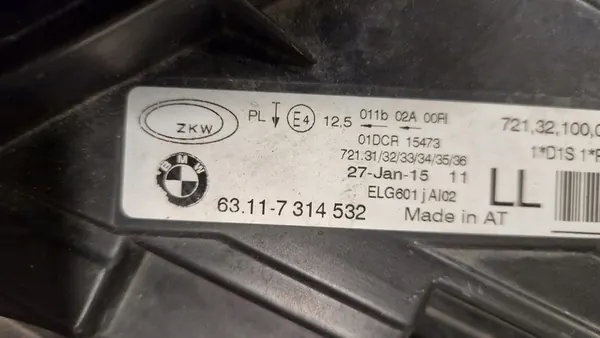 ZKW
PL E4 12,5 011b 02A 00RI
01DCR 15473
721.31/32/33/34/35/36
27-Jan-15 11
ELG601 j AI02
BMW
63.11-7 314 532
Made in AT
721,32,100,0
1*D1S 1*P
LL